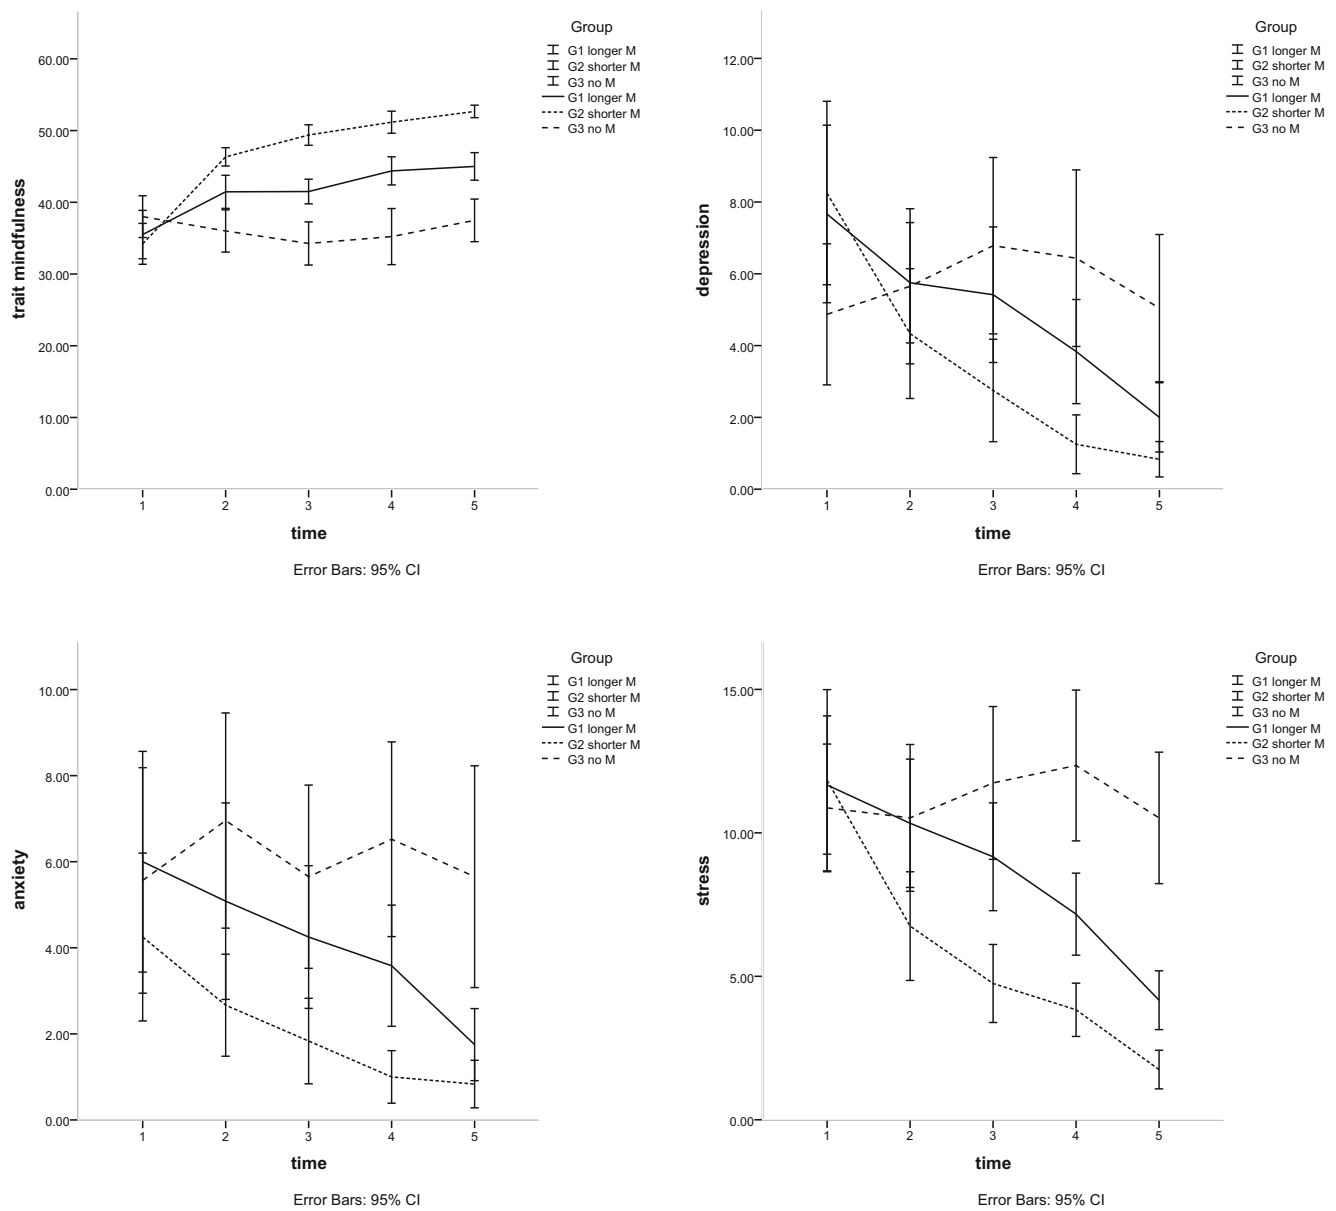 Group
G1 longer M
G2 shorter M
G3 no M
G1 longer M
G2 shorter M
G3 no M
trait mindfulness
60.00
50.00
40.00
30.00
20.00
10.00
0.00
1 2 3 4 5
time
Error Bars: 95% CI
Group
G1 longer M
G2 shorter M
G3 no M
G1 longer M
G2 shorter M
G3 no M
depression
12.00
10.00
8.00
6.00
4.00
2.00
0.00
1 2 3 4 5
time
Error Bars: 95% CI
Group
G1 longer M
G2 shorter M
G3 no M
G1 longer M
G2 shorter M
G3 no M
anxiety
10.00
8.00
6.00
4.00
2.00
0.00
1 2 3 4 5
time
Error Bars: 95% CI
Group
G1 longer M
G2 shorter M
G3 no M
G1 longer M
G2 shorter M
G3 no M
stress
15.00
10.00
5.00
0.00
1 2 3 4 5
time
Error Bars: 95% CI